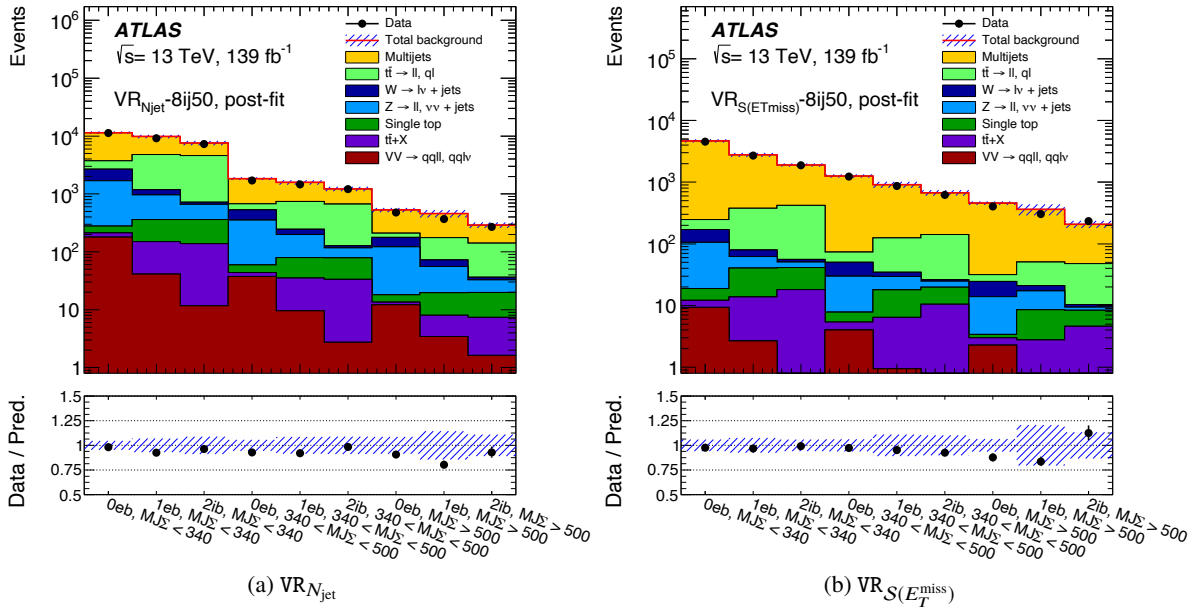 Events
10⁶
10⁵
10⁴
10³
10²
10
1
ATLAS
√s= 13 TeV, 139 fb⁻¹
VR_Njet-8ij50, post-fit
Data
Total background
Multijets
tt̄ → ll, ql
W → lν + jets
Z → ll, νν + jets
Single top
tt̄+X
VV → qqll, qqlν
Data / Pred.
1.5
1.25
1
0.75
0.5
0eb, MJΣ < 340
1eb, MJΣ < 340
2ib, MJΣ < 340
0eb, 340 < MJΣ < 500
1eb, 340 < MJΣ < 500
2ib, 340 < MJΣ < 500
0eb, MJΣ > 500
1eb, MJΣ > 500
2ib, MJΣ > 500
(a) VR_N_jet
Events
10⁶
10⁵
10⁴
10³
10²
10
1
ATLAS
√s= 13 TeV, 139 fb⁻¹
VR_S(ETmiss)-8ij50, post-fit
Data
Total background
Multijets
tt̄ → ll, ql
W → lν + jets
Z → ll, νν + jets
Single top
tt̄+X
VV → qqll, qqlν
Data / Pred.
1.5
1.25
1
0.75
0.5
0eb, MJΣ < 340
1eb, MJΣ < 340
2ib, MJΣ < 340
0eb, 340 < MJΣ < 500
1eb, 340 < MJΣ < 500
2ib, 340 < MJΣ < 500
0eb, MJΣ > 500
1eb, MJΣ > 500
2ib, MJΣ > 500
(b) VR_S(E_T^miss)